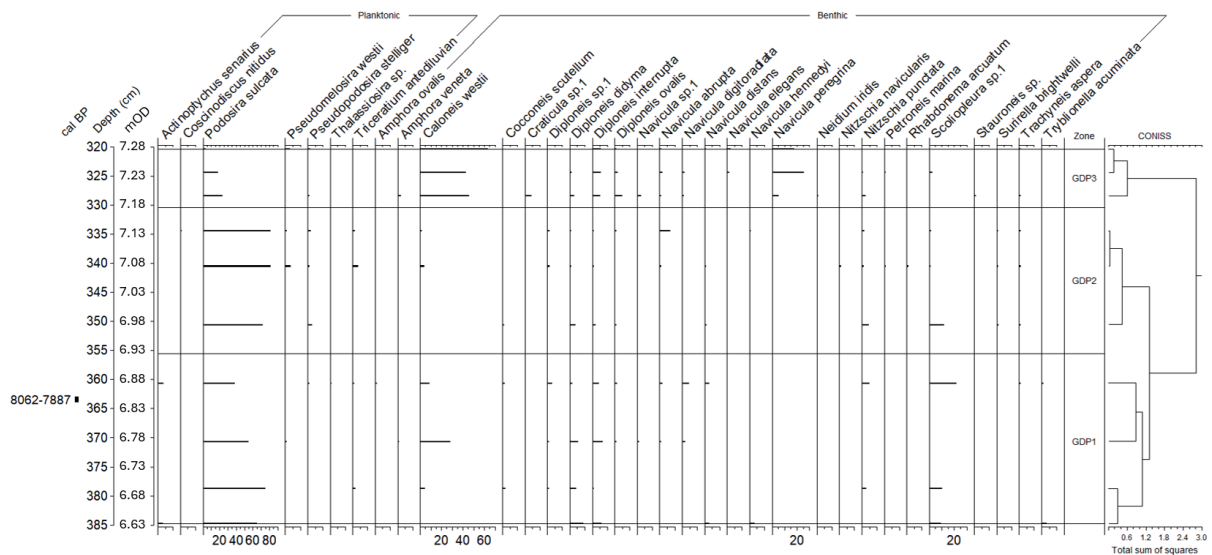 Planktonic
Benthic
cal BP
Depth (cm)
mOD
Actinoptychus senarius
Coscinodiscus nitidus
Podosira sulcata
Pseudomelosira westii
Pseudopodosira stelliger
Thalassiosira sp.
Triceratium antediluvian
Amphora ovalis
Amphora veneta
Caloneis westii
Cocconeis scutellum
Craticula sp.1
Diploneis sp.1
Diploneis didyma
Diploneis interrupta
Diploneis ovalis
Navicula sp.1
Navicula abrupta
Navicula digitoradiata
Navicula distans
Navicula elegans
Navicula hennedyi
Navicula peregrina
Neidium iridis
Nitzschia navicularis
Nitzschia punctata
Petroneis marina
Rhabdonema arcuatum
Scoliopleura sp.1
Stauroneis sp.
Surirella brightwelli
Trachyneis aspera
Tryblionella acuminata
Zone
CONISS
320 7.28
325 7.23
GDP3
330 7.18
335 7.13
340 7.08
GDP2
345 7.03
350 6.98
355 6.93
360 6.88
8062-7887
365 6.83
370 6.78
GDP1
375 6.73
380 6.68
385 6.63
20 40 60 80
20 40 60
20
20
0.6 1.2 1.8 2.4 3.0
Total sum of squares